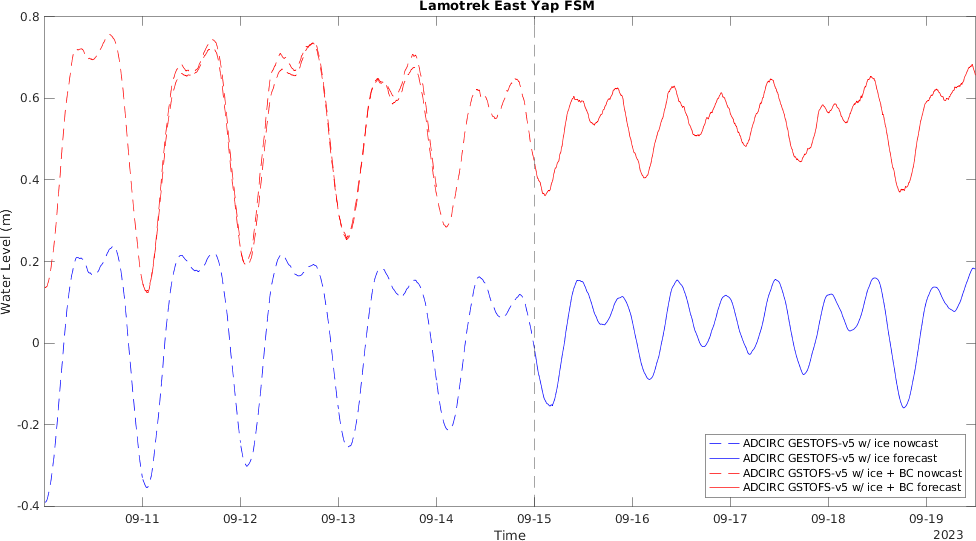 Lamotrek East Yap FSM
0.8
0.6
0.4
0.2
0
-0.2
-0.4
Water Level (m)
ADCIRC GESTOFS-v5 w/ ice nowcast
ADCIRC GESTOFS-v5 w/ ice forecast
ADCIRC GSTOFS-v5 w/ ice + BC nowcast
ADCIRC GSTOFS-v5 w/ ice + BC forecast
09-11 09-12 09-13 09-14 09-15 09-16 09-17 09-18 09-19
Time
2023